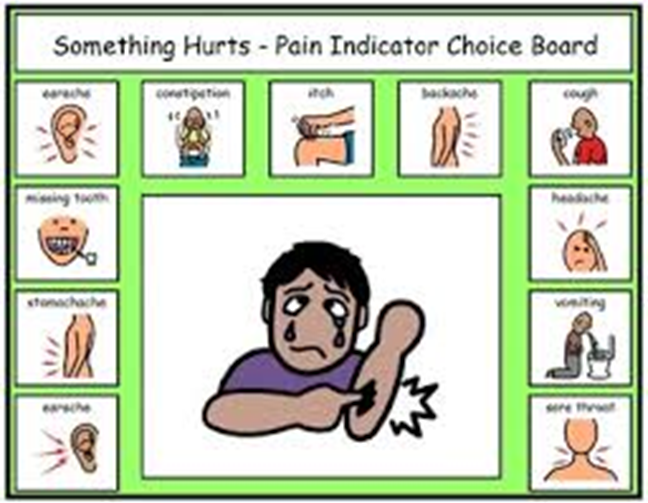 Something Hurts - Pain Indicator Choice Board
earache
constipation
itch
backache
cough
missing tooth
headache
stomachache
vomiting
earache
sore throat